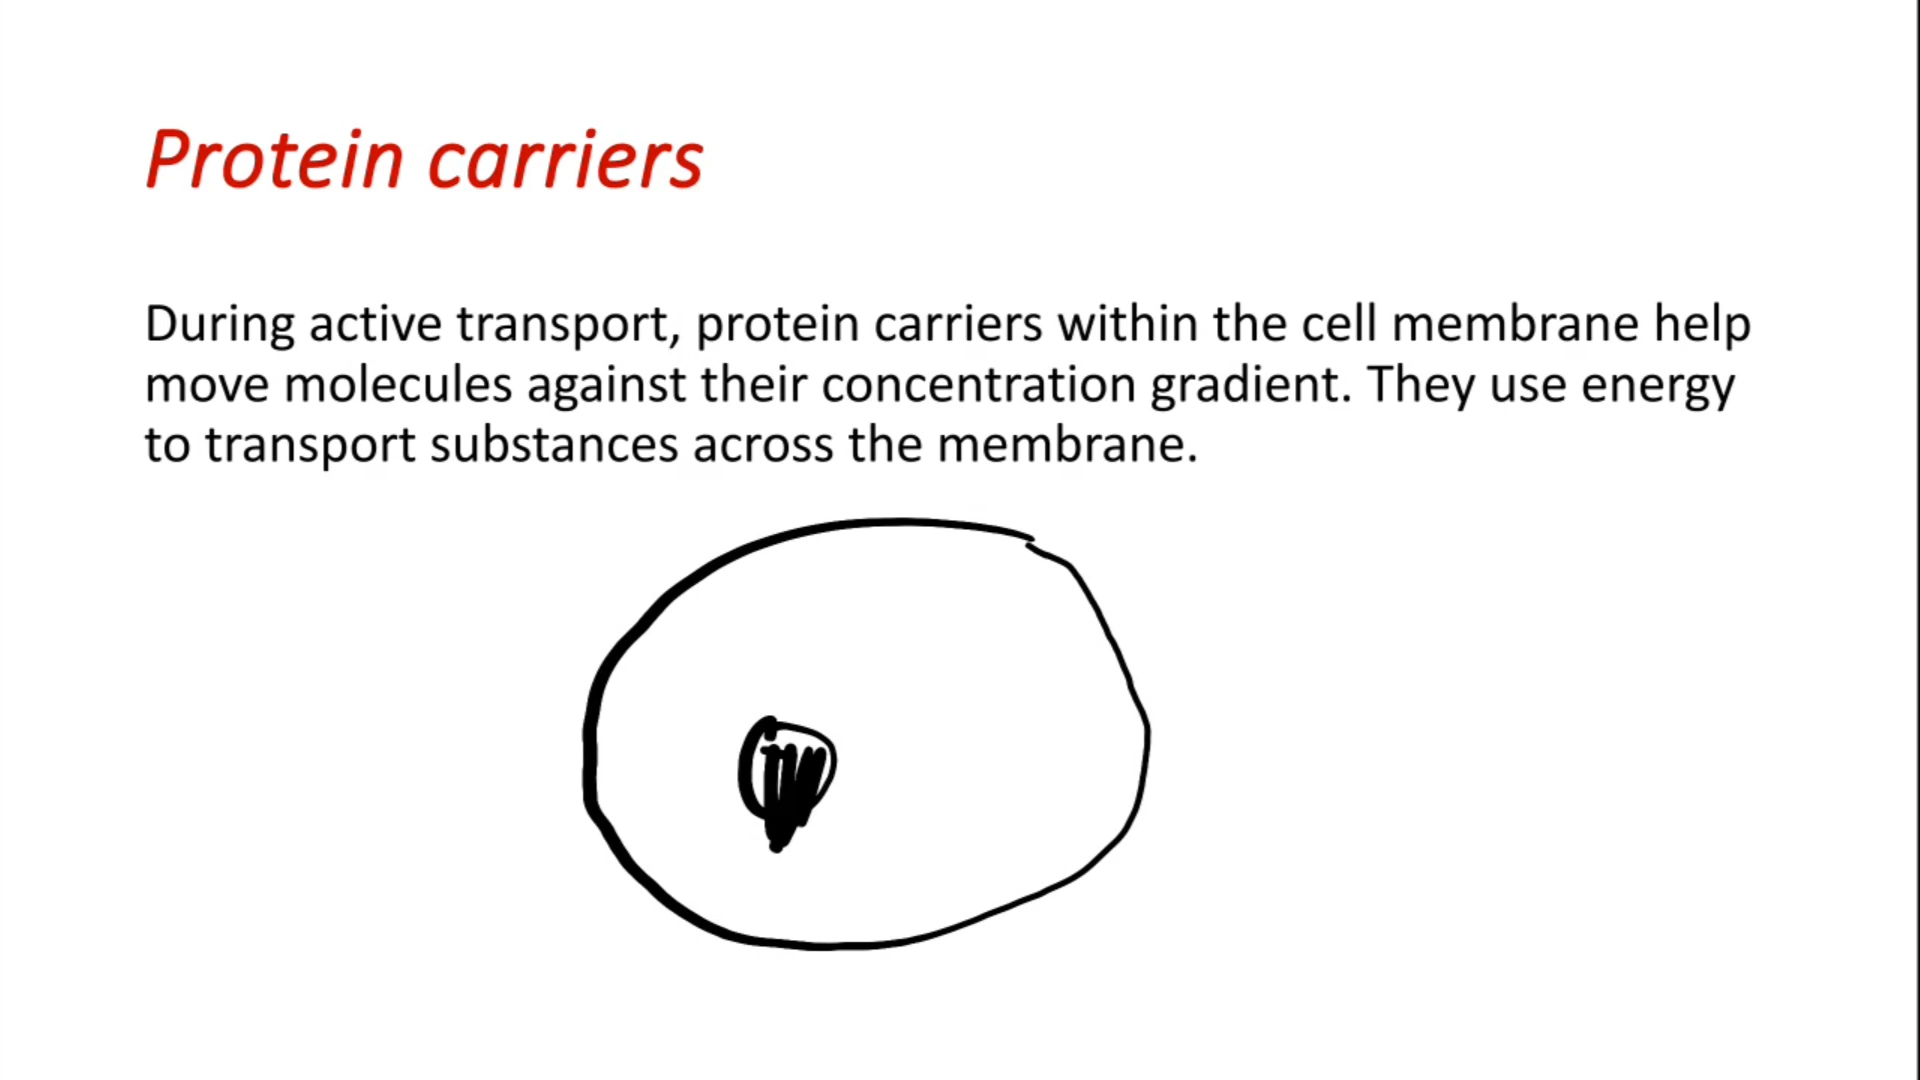 Protein carriers
During active transport, protein carriers within the cell membrane help
move molecules against their concentration gradient. They use energy
to transport substances across the membrane.